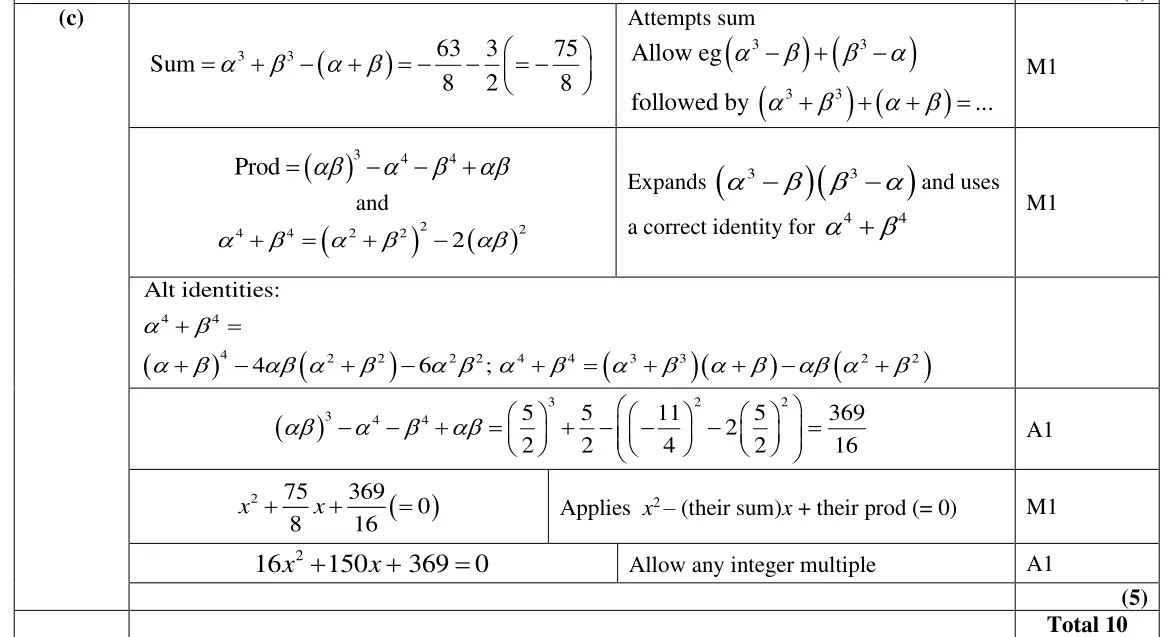 (c)
Sum = α³ + β³ − (α + β) = −63/8 − 3/2 (= −75/8)
Attempts sum
Allow eg (α³ − β) + (β³ − α)
followed by (α³ + β³) + (α + β) = ...
M1
Prod = (αβ)³ − α⁴ − β⁴ + αβ
and
α⁴ + β⁴ = (α² + β²)² − 2(αβ)²
Expands (α³ − β)(β³ − α) and uses
a correct identity for α⁴ + β⁴
M1
Alt identities:
α⁴ + β⁴ =
(α + β)⁴ − 4αβ(α² + β²) − 6α²β²; α⁴ + β⁴ = (α³ + β³)(α + β) − αβ(α² + β²)
(αβ)³ − α⁴ − β⁴ + αβ = (5/2)³ + 5/2 − ((−11/4)² − 2(5/2)²) = 369/16
A1
x² + 75/8 x + 369/16 (= 0)
Applies x² – (their sum)x + their prod (= 0)
M1
16x² + 150x + 369 = 0
Allow any integer multiple
A1
(5)
Total 10